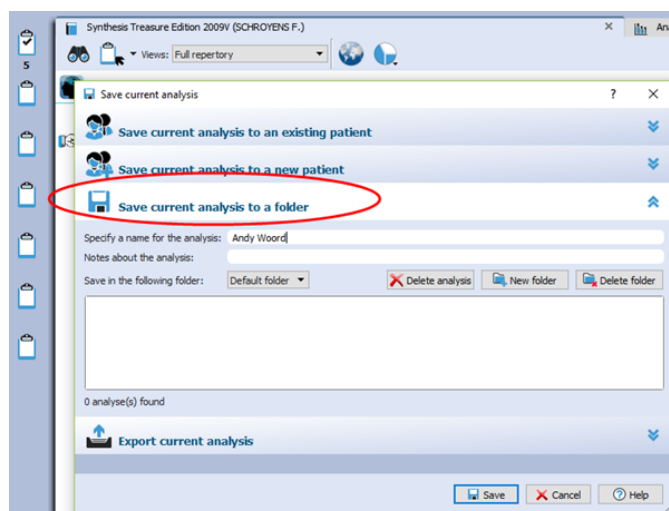 Synthesis Treasure Edition 2009V (SCHROYENS F.)
Views: Full repertory
5
Save current analysis
Save current analysis to an existing patient
Save current analysis to a new patient
Save current analysis to a folder
Specify a name for the analysis: Andy Woord
Notes about the analysis:
Save in the following folder: Default folder Delete analysis New folder Delete folder
0 analyse(s) found
Export current analysis
Save Cancel Help